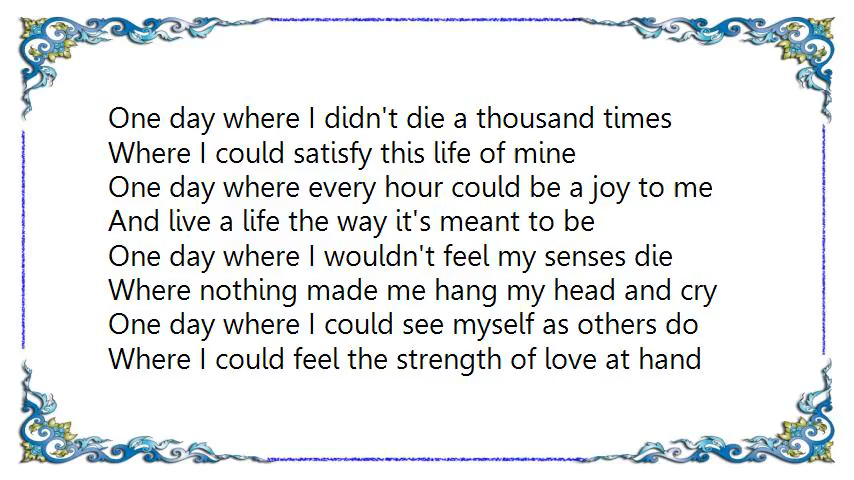 One day where I didn't die a thousand times
Where I could satisfy this life of mine
One day where every hour could be a joy to me
And live a life the way it's meant to be
One day where I wouldn't feel my senses die
Where nothing made me hang my head and cry
One day where I could see myself as others do
Where I could feel the strength of love at hand